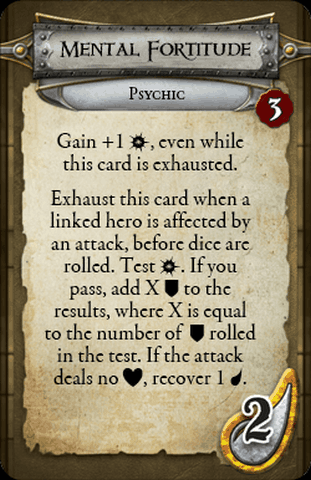 Mental Fortitude
Psychic
3
Gain +1 , even while
this card is exhausted.
Exhaust this card when a
linked hero is affected by
an attack, before dice are
rolled. Test . If you
pass, add X to the
results, where X is equal
to the number of rolled
in the test. If the attack
deals no , recover 1 .
2